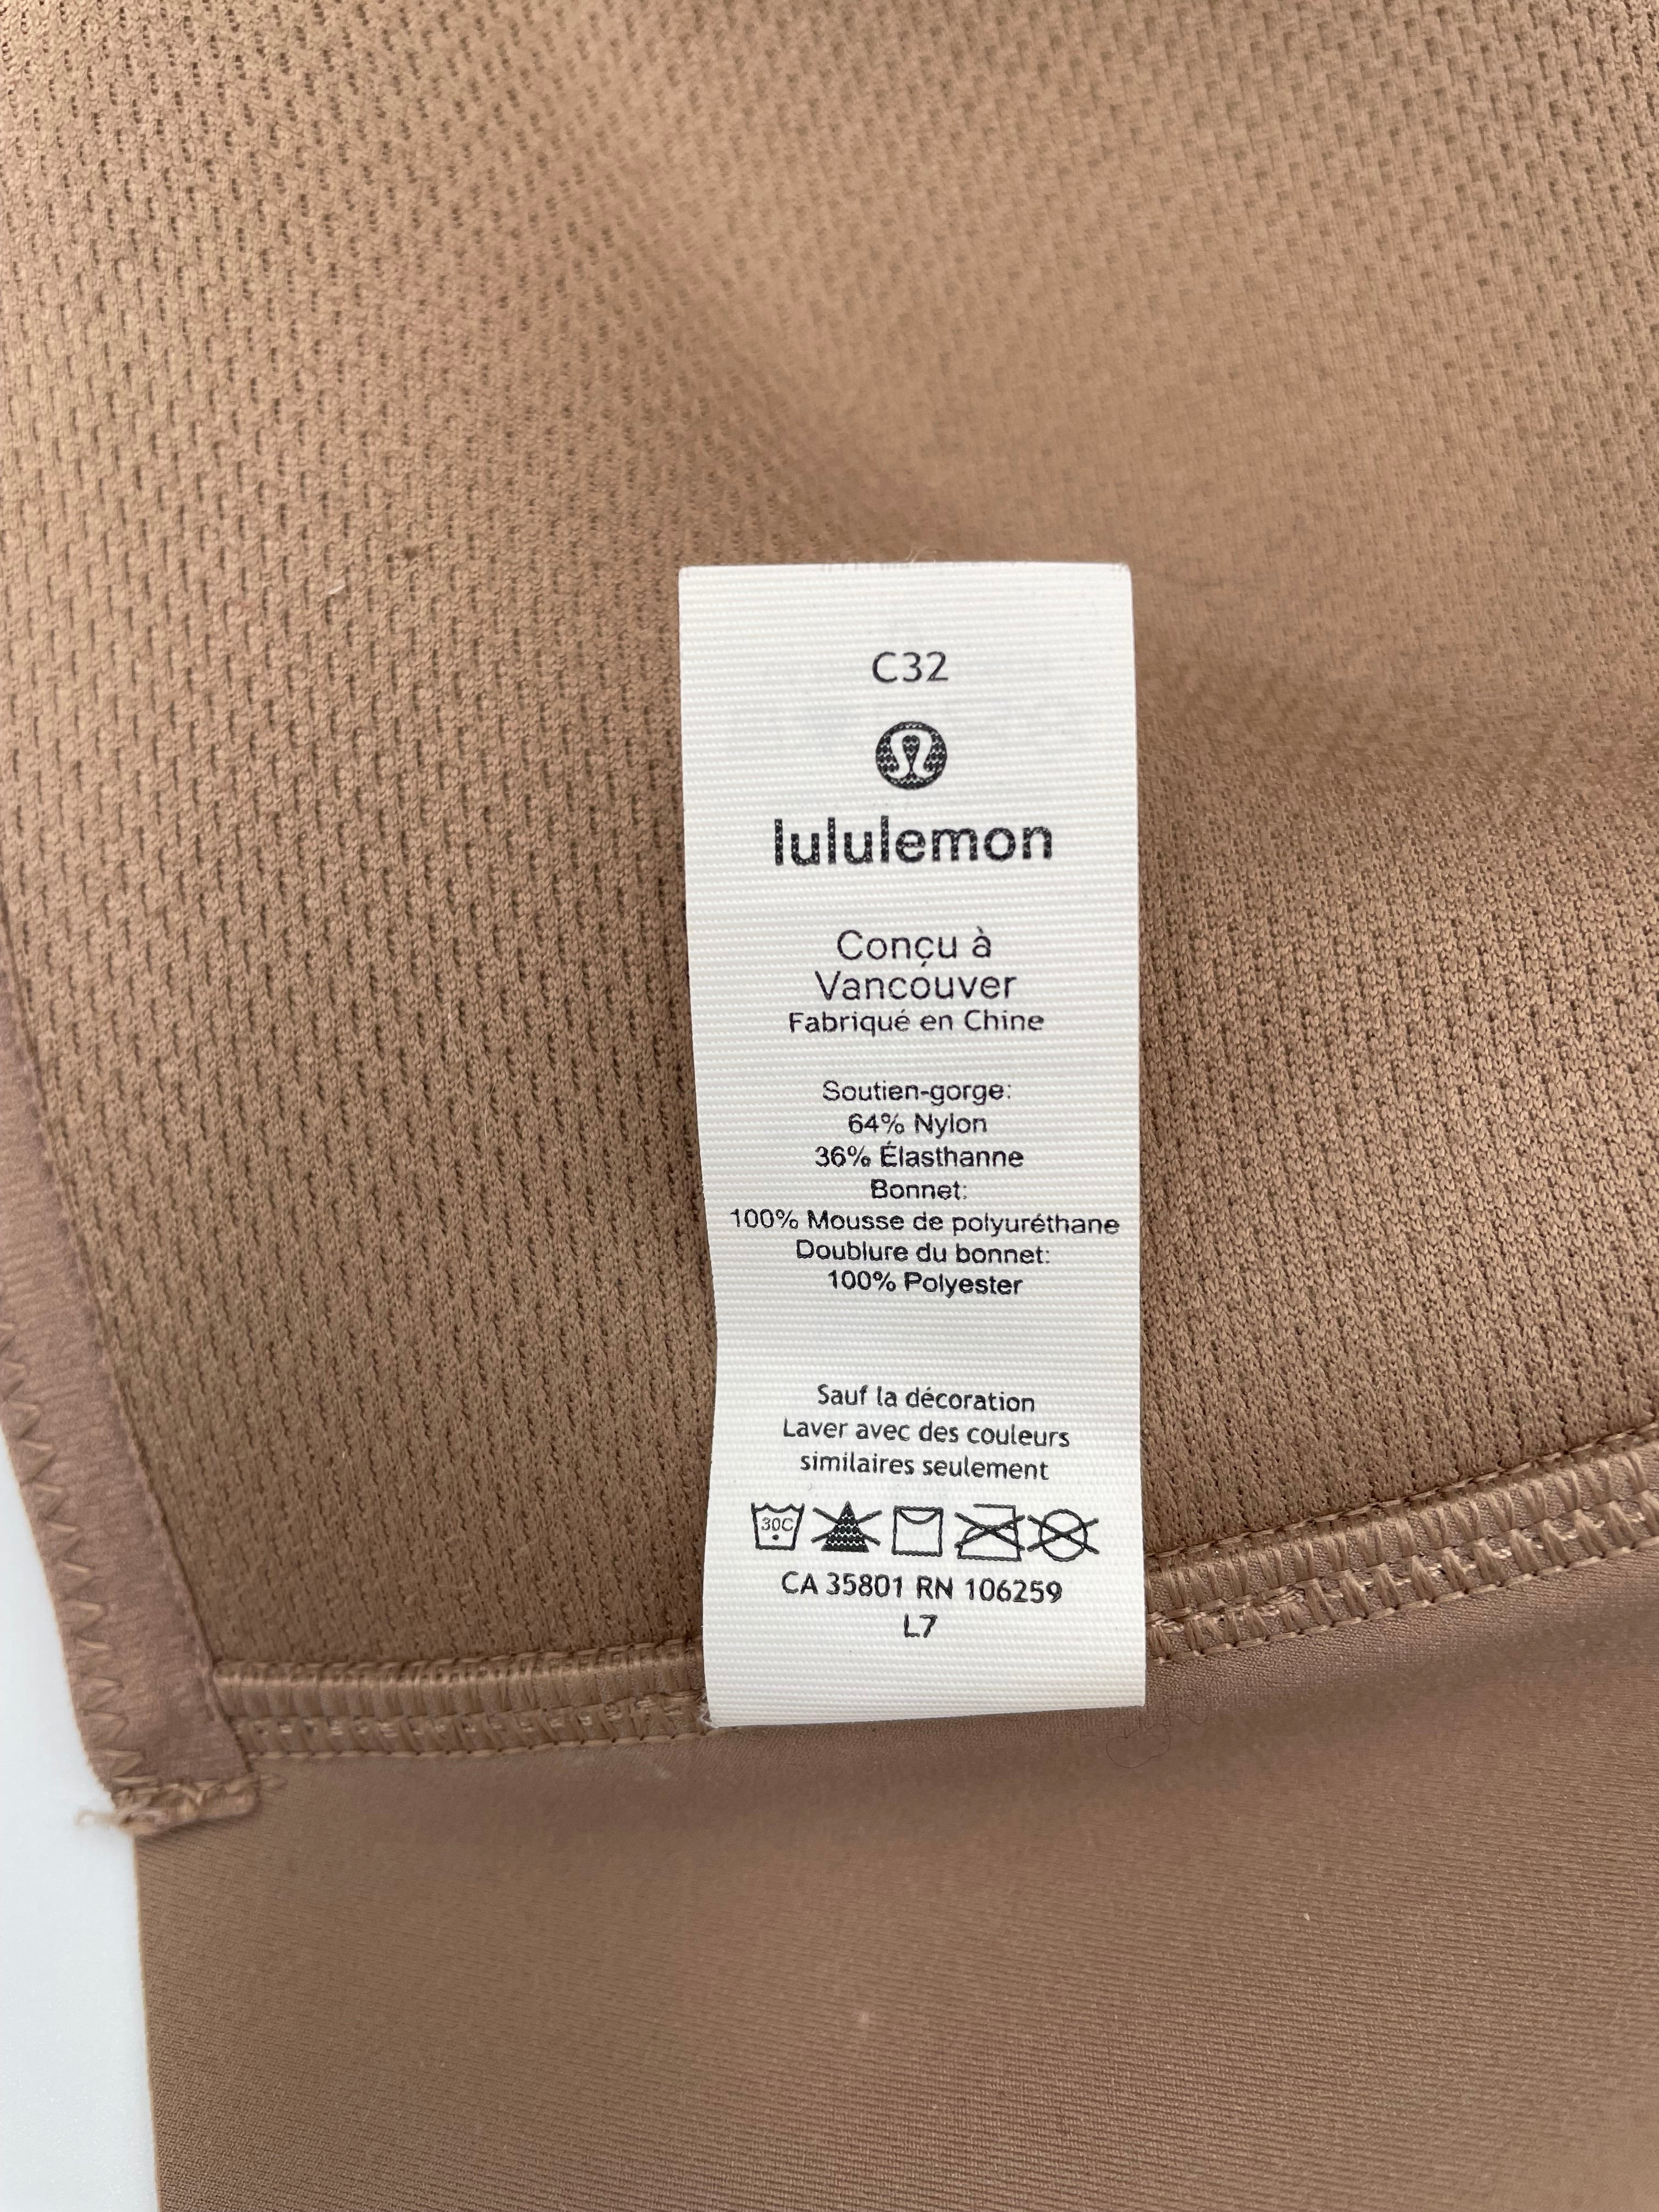 C32
lululemon
Conçu à
Vancouver
Fabriqué en Chine
Soutien-gorge:
64% Nylon
36% Élasthanne
Bonnet:
100% Mousse de polyuréthane
Doublure du bonnet:
100% Polyester
Sauf la décoration
Laver avec des couleurs
similaires seulement
30C
CA 35801 RN 106259
L7